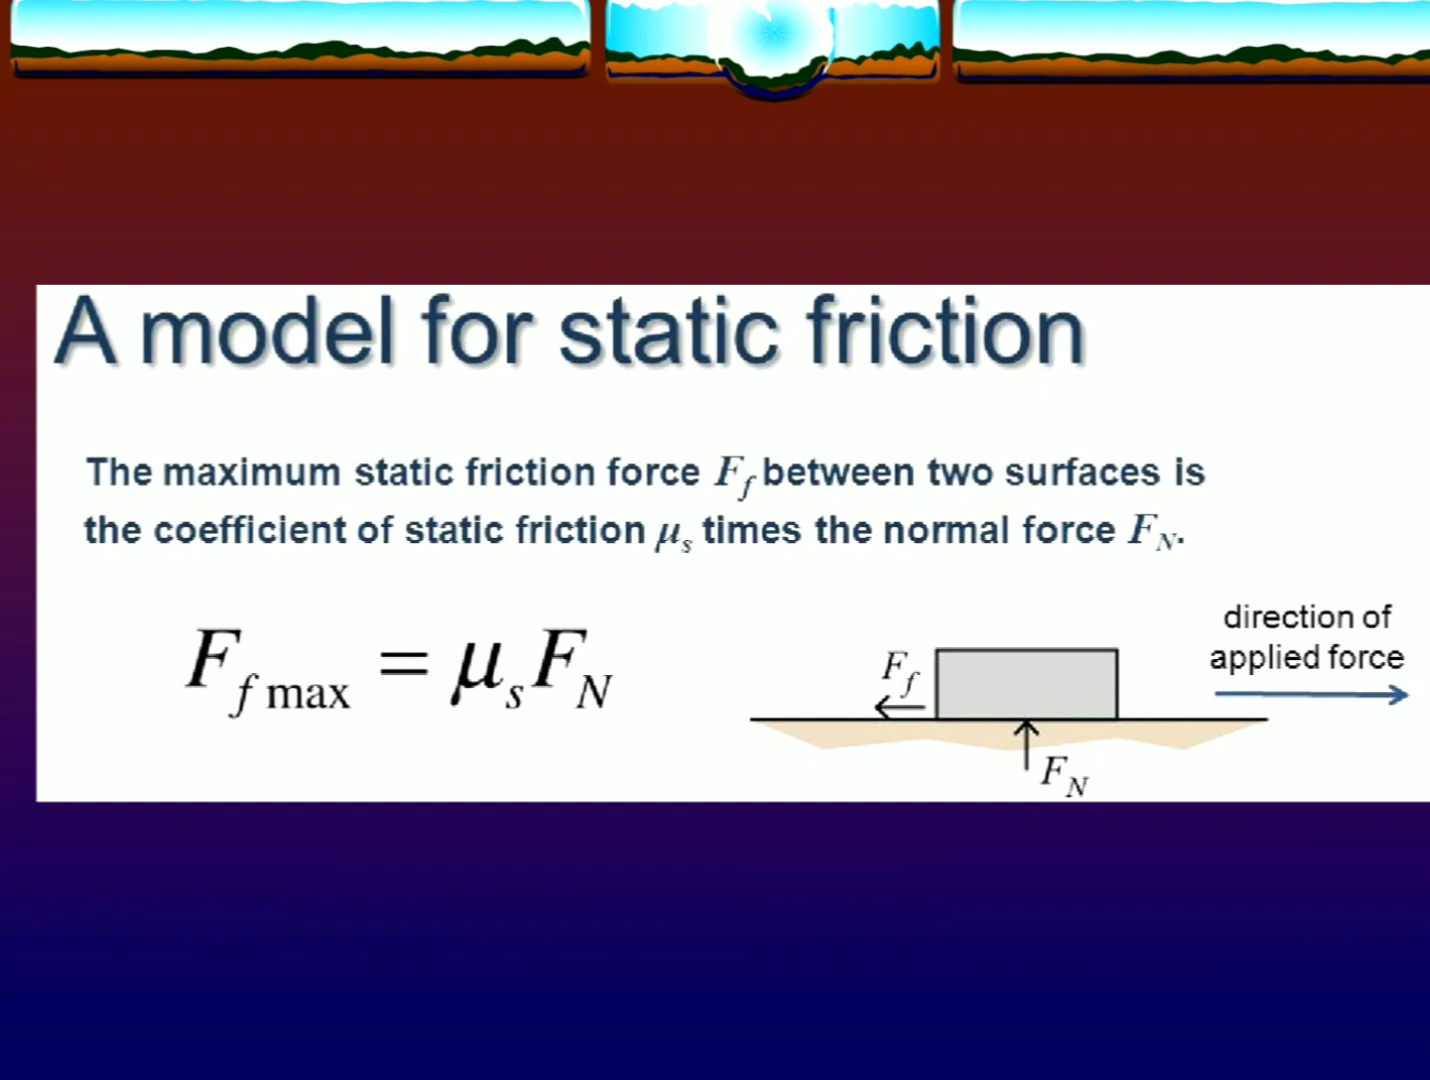 A model for static friction
The maximum static friction force F_f between two surfaces is
the coefficient of static friction μ_s times the normal force F_N.
F_{f max} = μ_s F_N
direction of
applied force
F_f
F_N